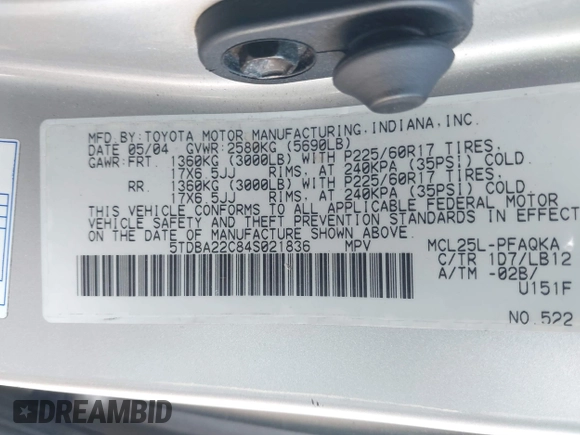 MFD.BY:TOYOTA MOTOR MANUFACTURING,INDIANA,INC.
DATE 05/04 GVWR:2580KG (5690LB)
GAWR:FRT. 1360KG (3000LB) WITH P225/60R17 TIRES,
17X6.5JJ RIMS, AT 240KPA (35PSI) COLD.
RR. 1360KG (3000LB) WITH P225/60R17 TIRES,
17X6.5JJ RIMS, AT 240KPA (35PSI) COLD.
THIS VEHICLE CONFORMS TO ALL APPLICABLE FEDERAL MOTOR
VEHICLE SAFETY AND THEFT PREVENTION STANDARDS IN EFFECT
ON THE DATE OF MANUFACTURE SHOWN ABOVE.
5TDBA22C84S021836 MPV MCL25L-PFAQKA
C/TR 1D7/LB12
A/TM -02B/
U151F
NO.522
DREAMBID